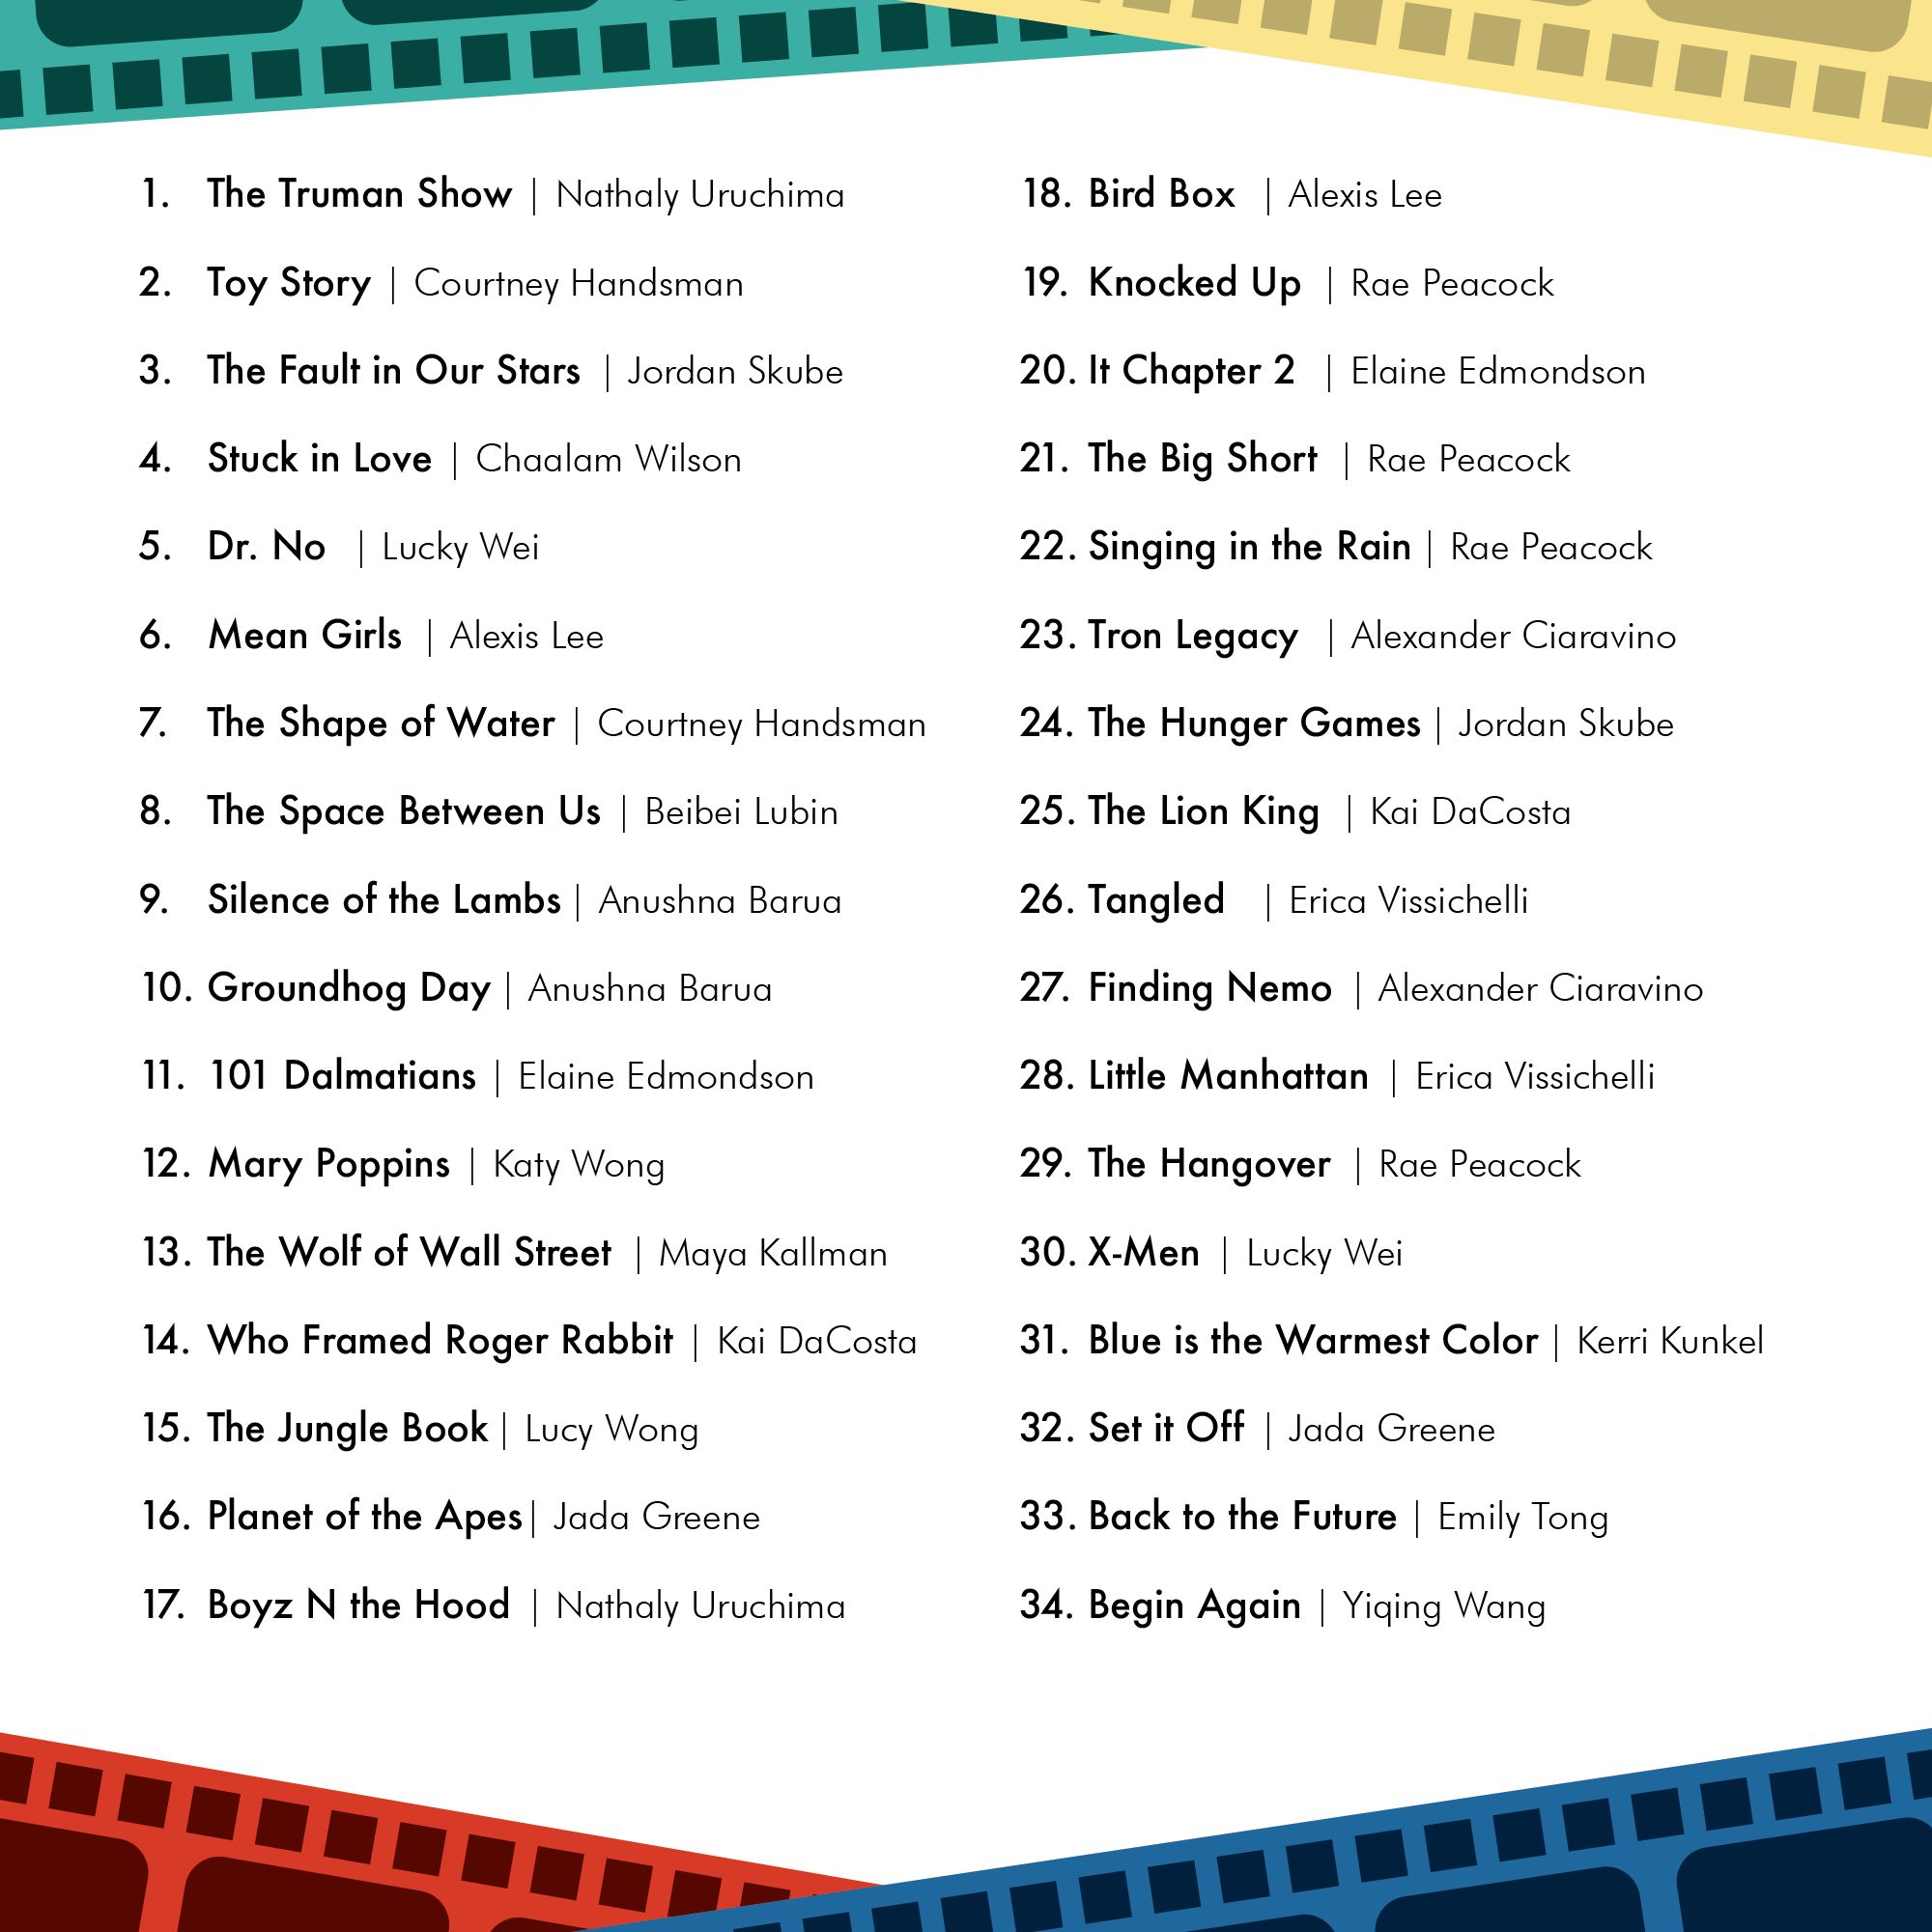 1. The Truman Show | Nathaly Uruchima
2. Toy Story | Courtney Handsman
3. The Fault in Our Stars | Jordan Skube
4. Stuck in Love | Chaalam Wilson
5. Dr. No | Lucky Wei
6. Mean Girls | Alexis Lee
7. The Shape of Water | Courtney Handsman
8. The Space Between Us | Beibei Lubin
9. Silence of the Lambs | Anushna Barua
10. Groundhog Day | Anushna Barua
11. 101 Dalmatians | Elaine Edmondson
12. Mary Poppins | Katy Wong
13. The Wolf of Wall Street | Maya Kallman
14. Who Framed Roger Rabbit | Kai DaCosta
15. The Jungle Book | Lucy Wong
16. Planet of the Apes | Jada Greene
17. Boyz N the Hood | Nathaly Uruchima
18. Bird Box | Alexis Lee
19. Knocked Up | Rae Peacock
20. It Chapter 2 | Elaine Edmondson
21. The Big Short | Rae Peacock
22. Singing in the Rain | Rae Peacock
23. Tron Legacy | Alexander Ciaravino
24. The Hunger Games | Jordan Skube
25. The Lion King | Kai DaCosta
26. Tangled | Erica Vissichelli
27. Finding Nemo | Alexander Ciaravino
28. Little Manhattan | Erica Vissichelli
29. The Hangover | Rae Peacock
30. X-Men | Lucky Wei
31. Blue is the Warmest Color | Kerri Kunkel
32. Set it Off | Jada Greene
33. Back to the Future | Emily Tong
34. Begin Again | Yiqing Wang